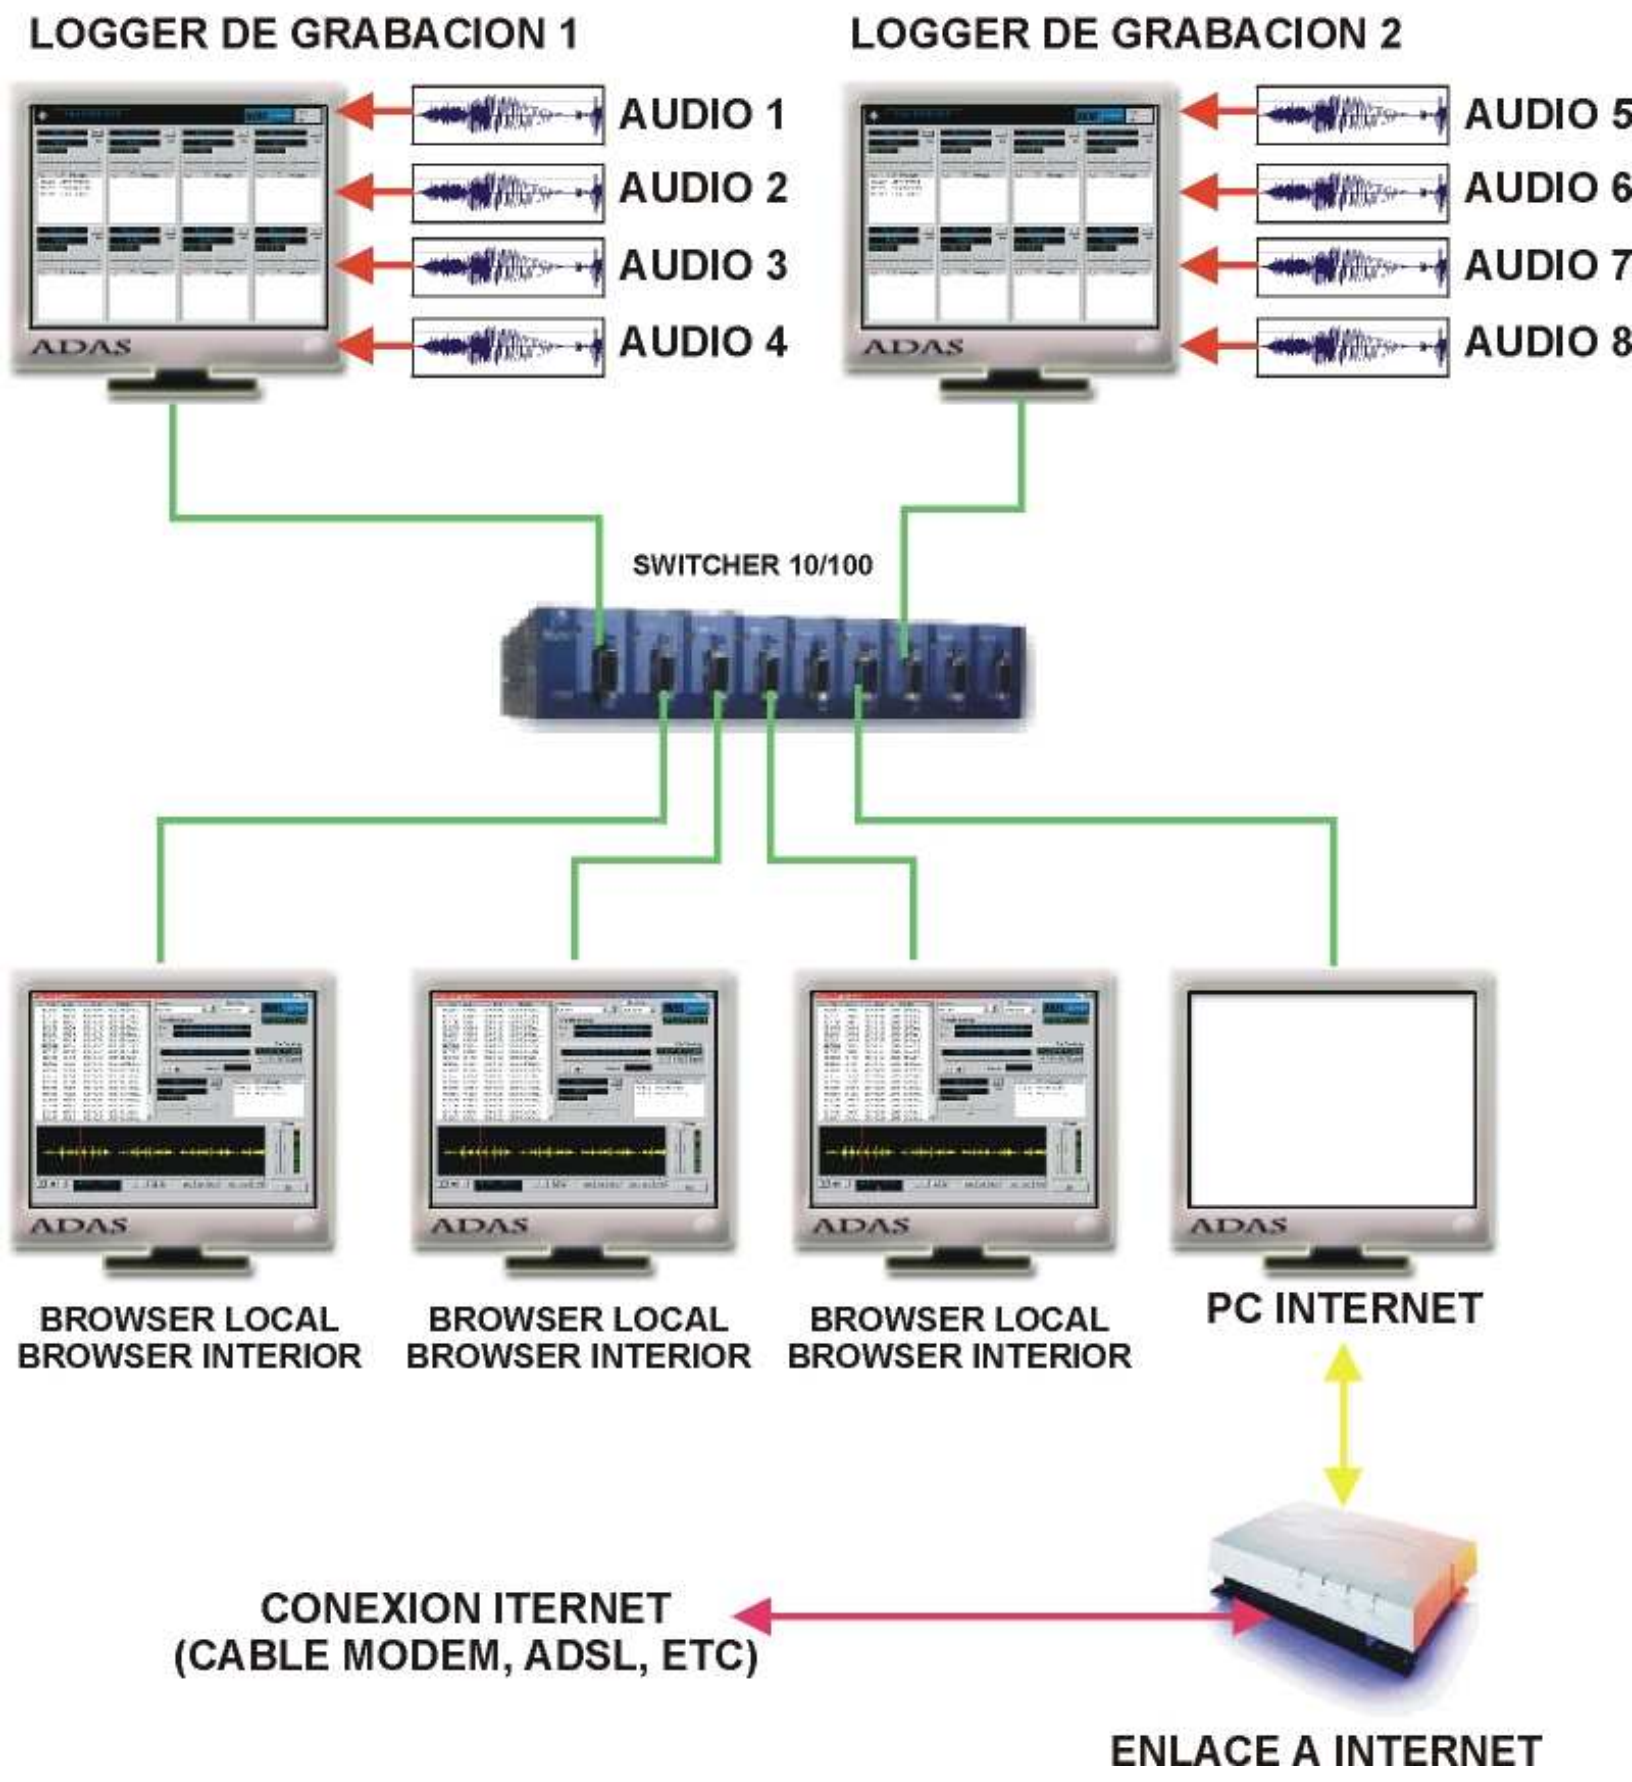 LOGGER DE GRABACION 1
LOGGER DE GRABACION 2
AUDIO 1
AUDIO 2
AUDIO 3
AUDIO 4
AUDIO 5
AUDIO 6
AUDIO 7
AUDIO 8
ADAS
ADAS
SWITCHER 10/100
ADAS
ADAS
ADAS
ADAS
BROWSER LOCAL
BROWSER INTERIOR
BROWSER LOCAL
BROWSER INTERIOR
BROWSER LOCAL
BROWSER INTERIOR
PC INTERNET
CONEXION ITERNET
(CABLE MODEM, ADSL, ETC)
ENLACE A INTERNET